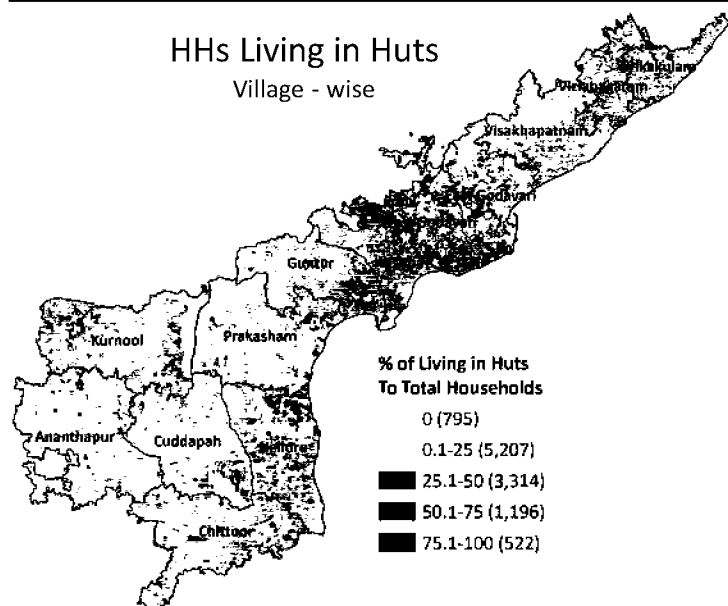 HHs Living in Huts
Village - wise
Visakhapatnam
Guntur
Prakasham
Kurnool
Ananthapur
Cuddapah
Nellore
Chittoor
% of Living in Huts
To Total Households
0 (795)
0.1-25 (5,207)
25.1-50 (3,314)
50.1-75 (1,196)
75.1-100 (522)